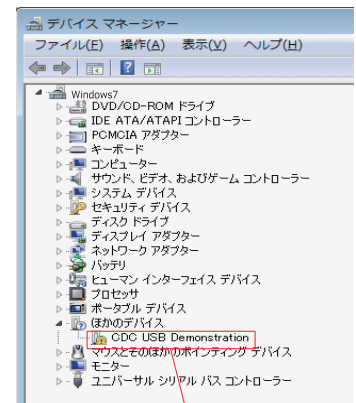 デバイス マネージャー
ファイル(F) 操作(A) 表示(V) ヘルプ(H)
Windows7
DVD/CD-ROM ドライブ
IDE ATA/ATAPI コントローラー
PCMCIA アダプター
キーボード
コンピューター
サウンド、ビデオ、およびゲーム コントローラー
システム デバイス
セキュリティ デバイス
ディスク ドライブ
ディスプレイ アダプター
ネットワーク アダプター
バッテリ
ヒューマン インターフェイス デバイス
プロセッサ
ポータブル デバイス
ほかのデバイス
CDC USB Demonstration
マウスとそのほかのポインティング デバイス
モニター
ユニバーサル シリアル バス コントローラー